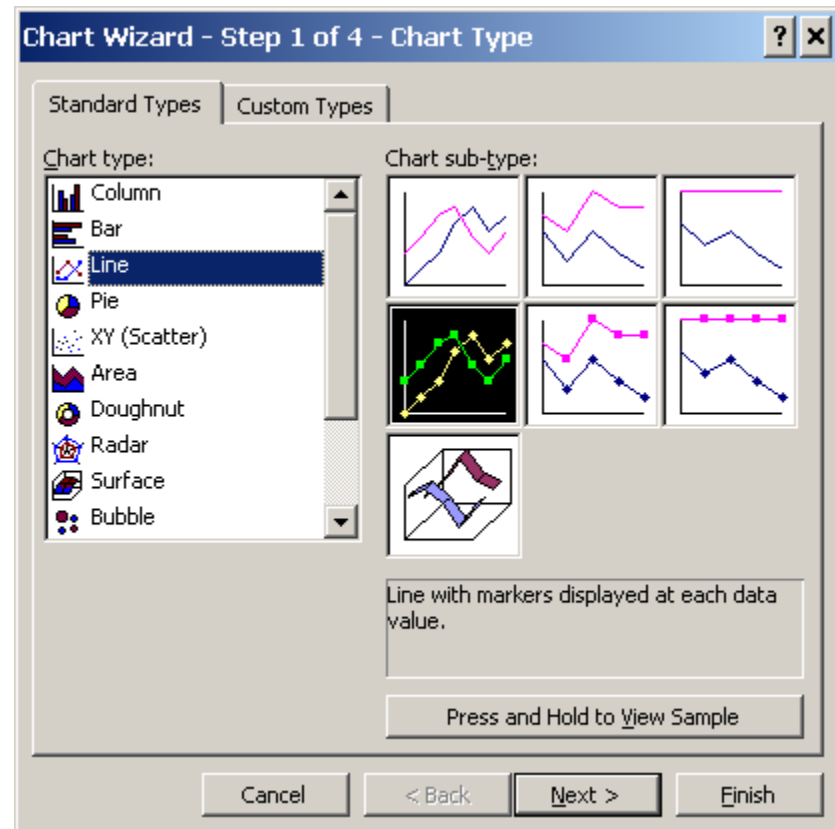 Chart Wizard - Step 1 of 4 - Chart Type
Standard Types
Custom Types
Chart type:
Column
Bar
Line
Pie
XY (Scatter)
Area
Doughnut
Radar
Surface
Bubble
Chart sub-type:
Line with markers displayed at each data
value.
Press and Hold to View Sample
Cancel
< Back
Next >
Finish